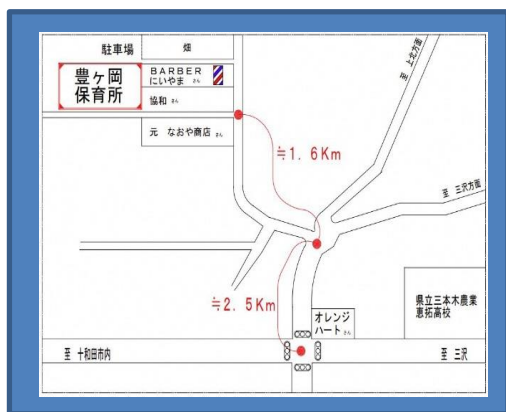 駐車場
畑
豊ヶ岡
保育所
BARBER
にいやま さん
協和 さん
元 なおや商店 さん
至 上北方面
≒1.6Km
至 三沢方面
≒2.5Km
オレンジ
ハート さん
県立三本木農業
恵拓高校
至 十和田市内
至 三沢